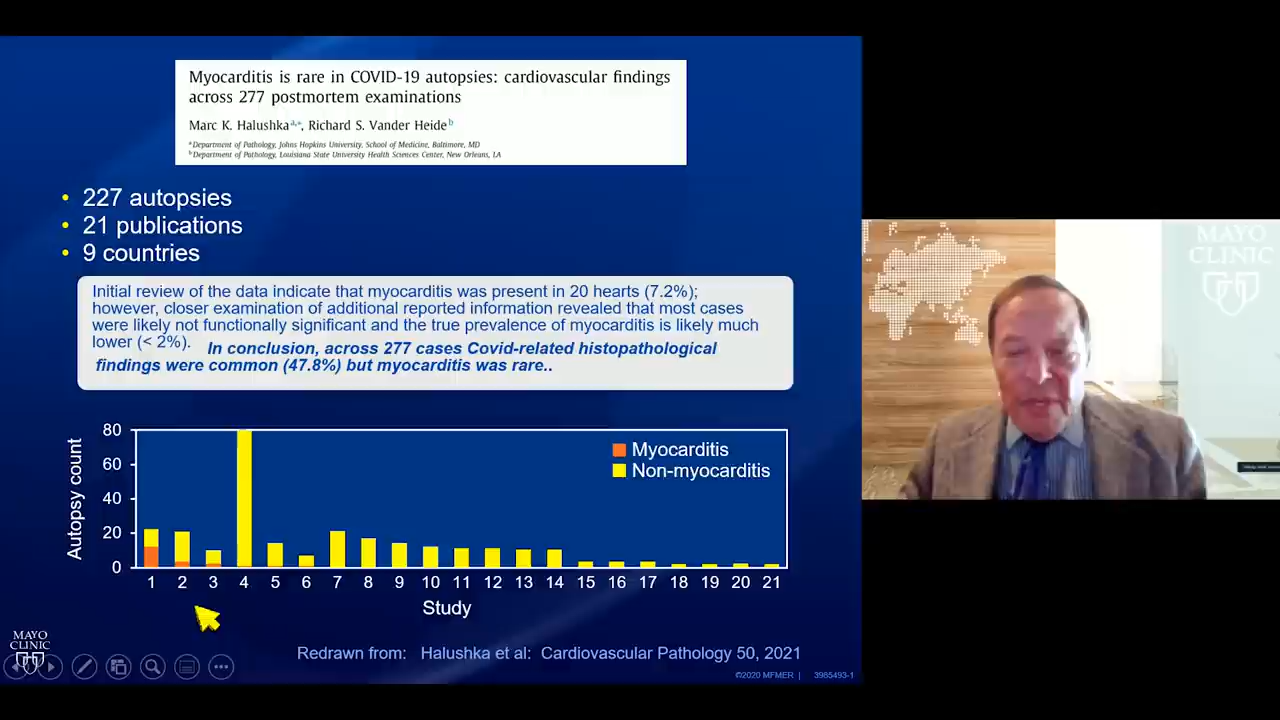 Myocarditis is rare in COVID-19 autopsies: cardiovascular findings
across 277 postmortem examinations
Marc K. Halushka a,*, Richard S. Vander Heide b
a Department of Pathology, Johns Hopkins University, School of Medicine, Baltimore, MD
b Department of Pathology, Louisiana State University Health Sciences Center, New Orleans, LA
• 227 autopsies
• 21 publications
• 9 countries
Initial review of the data indicate that myocarditis was present in 20 hearts (7.2%);
however, closer examination of additional reported information revealed that most cases
were likely not functionally significant and the true prevalence of myocarditis is likely much
lower (< 2%). In conclusion, across 277 cases Covid-related histopathological
findings were common (47.8%) but myocarditis was rare..
Autopsy count
80
60
40
20
0
Myocarditis
Non-myocarditis
1 2 3 4 5 6 7 8 9 10 11 12 13 14 15 16 17 18 19 20 21
Study
Redrawn from: Halushka et al: Cardiovascular Pathology 50, 2021
©2020 MFMER | 3985493-1
MAYO
CLINIC
MAYO
CLINIC